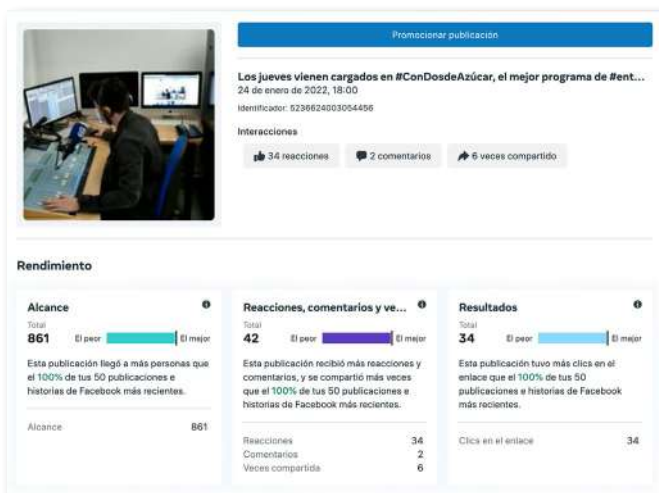 Promocionar publicación
Los jueves vienen cargados en #ConDosdeAzúcar, el mejor programa de #ent...
24 de enero de 2022, 18:00
Identificador: 5236624003054456
Interacciones
34 reacciones
2 comentarios
6 veces compartido
Rendimiento
Alcance
Total
861
El peor
El mejor
Esta publicación llegó a más personas que
el 100% de tus 50 publicaciones e
historias de Facebook más recientes.
Alcance 861
Reacciones, comentarios y ve...
Total
42
El peor
El mejor
Esta publicación recibió más reacciones y
comentarios, y se compartió más veces
que el 100% de tus 50 publicaciones e
historias de Facebook más recientes.
Reacciones 34
Comentarios 2
Veces compartida 6
Resultados
Total
34
El peor
El mejor
Esta publicación tuvo más clics en el
enlace que el 100% de tus 50
publicaciones e historias de Facebook
más recientes.
Clics en el enlace 34